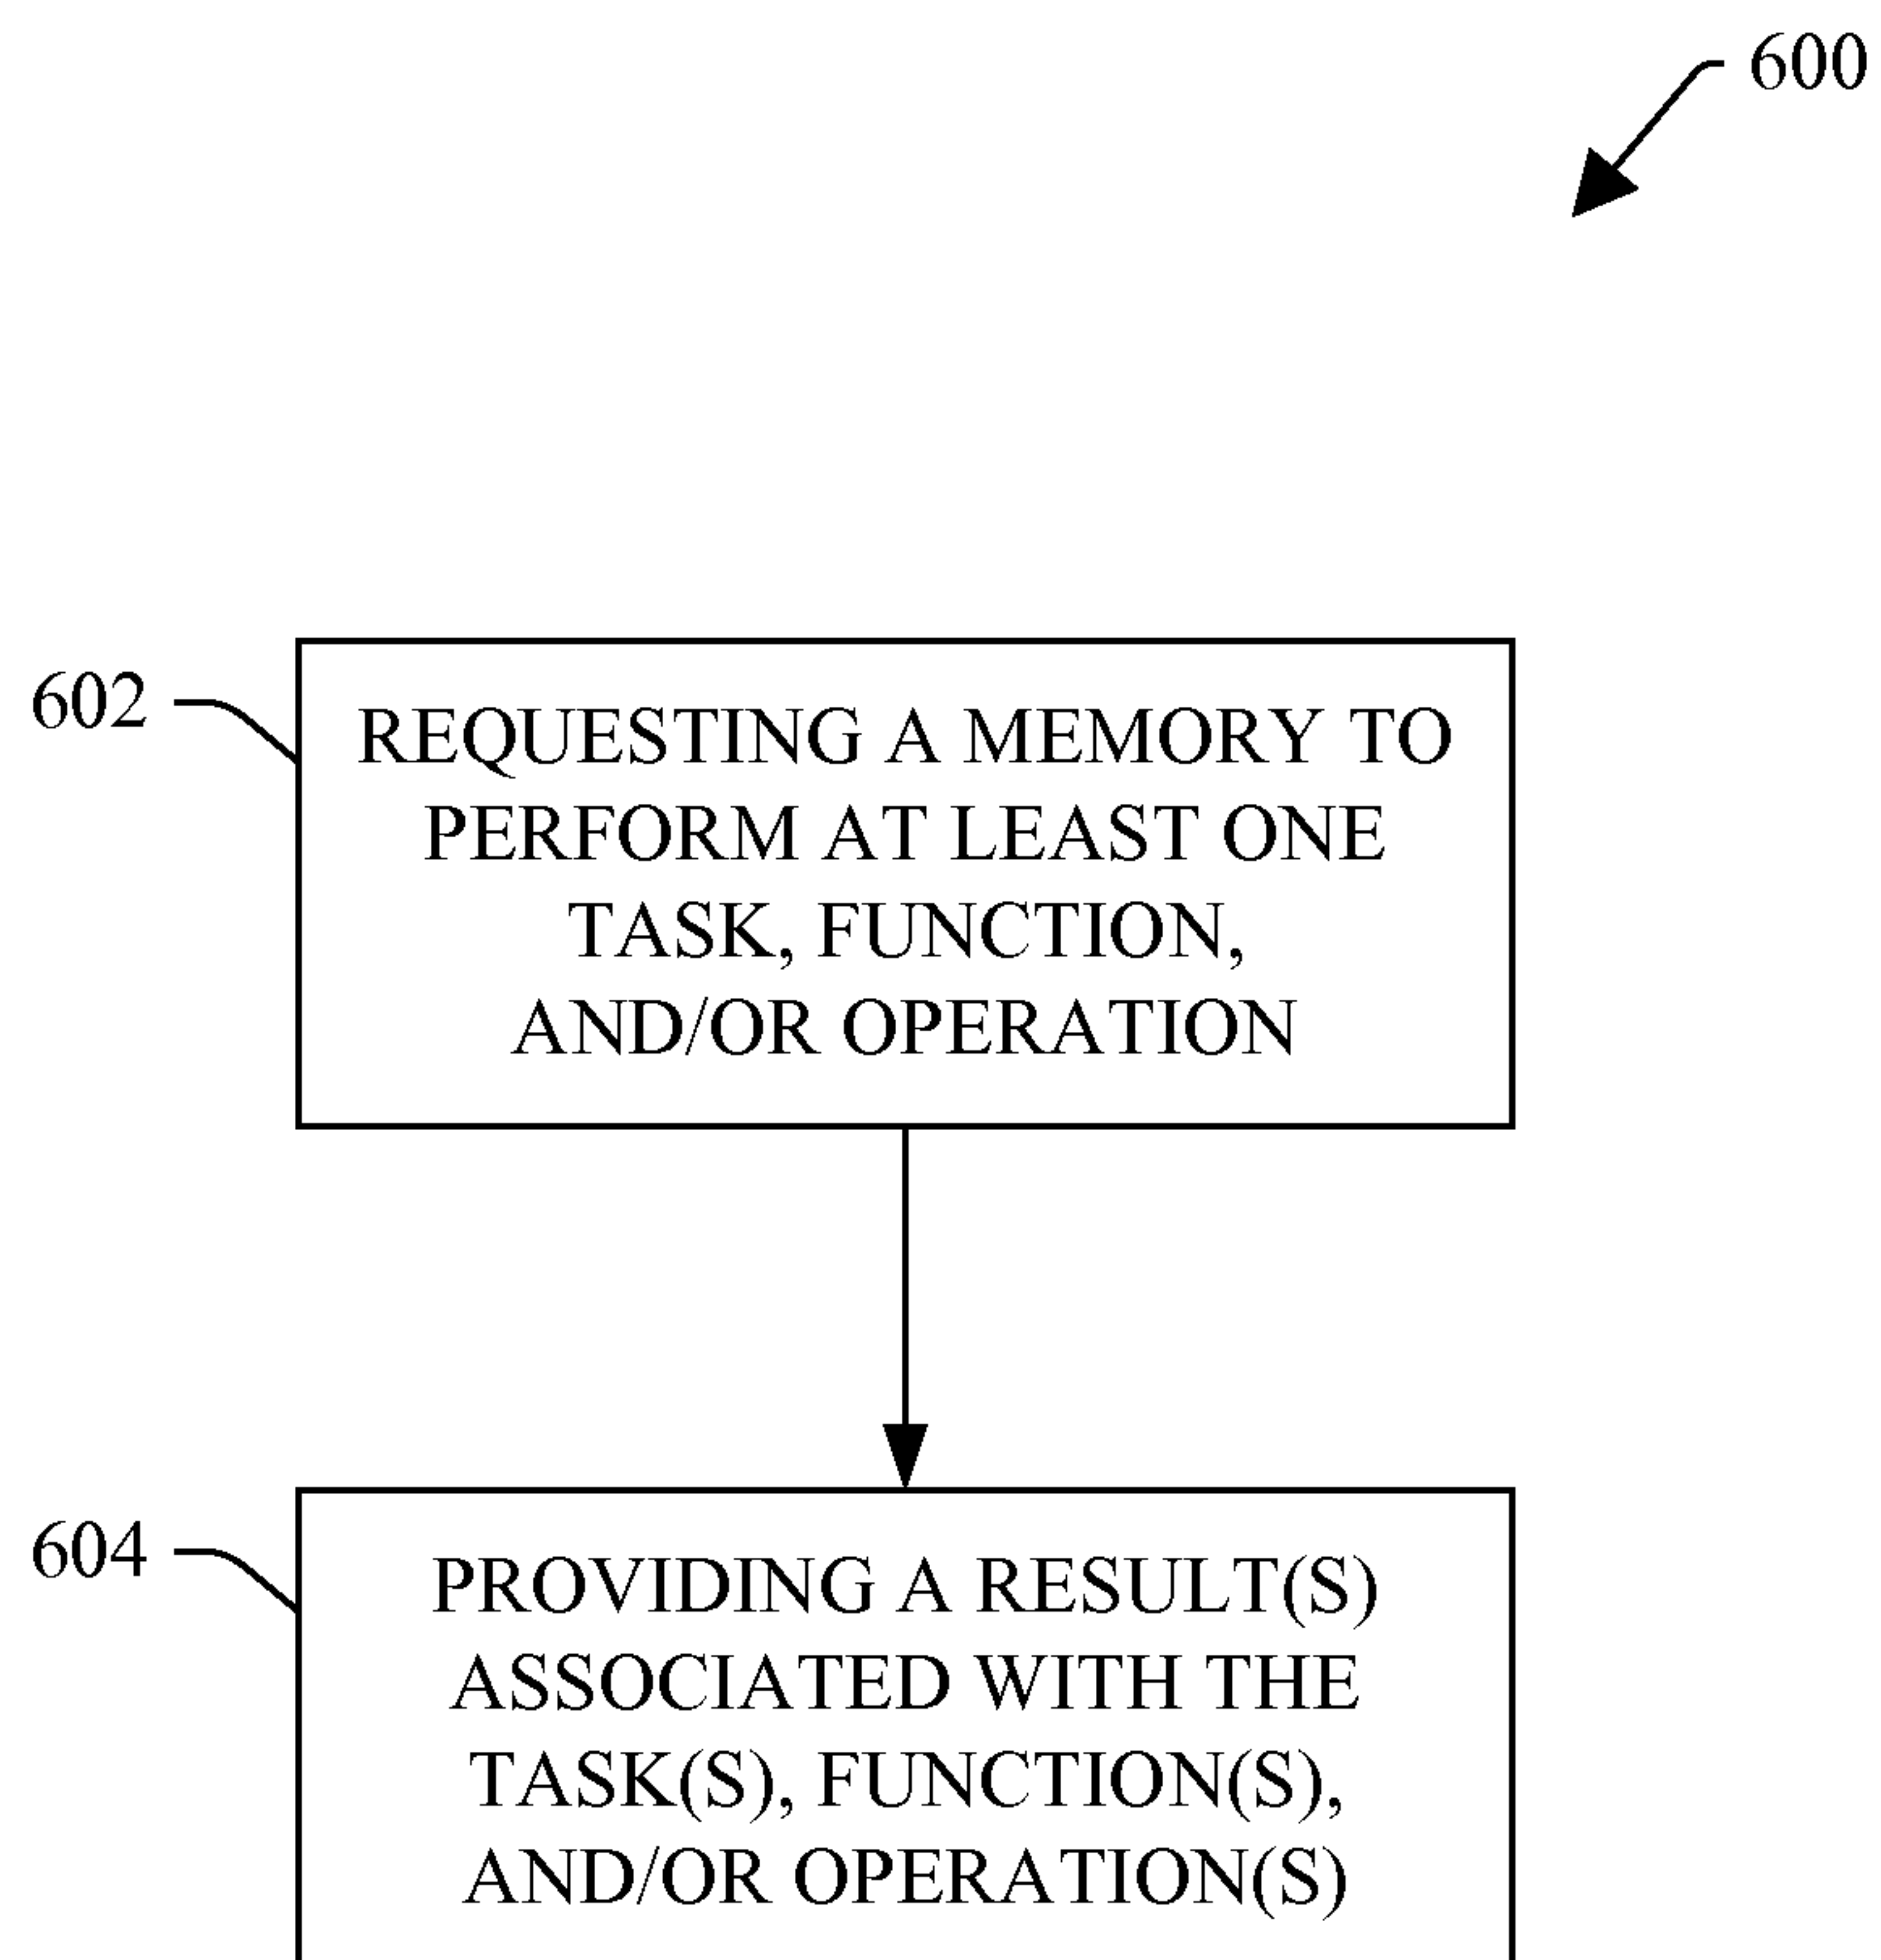 600
602
REQUESTING A MEMORY TO
PERFORM AT LEAST ONE
TASK, FUNCTION,
AND/OR OPERATION
604
PROVIDING A RESULT(S)
ASSOCIATED WITH THE
TASK(S), FUNCTION(S),
AND/OR OPERATION(S)